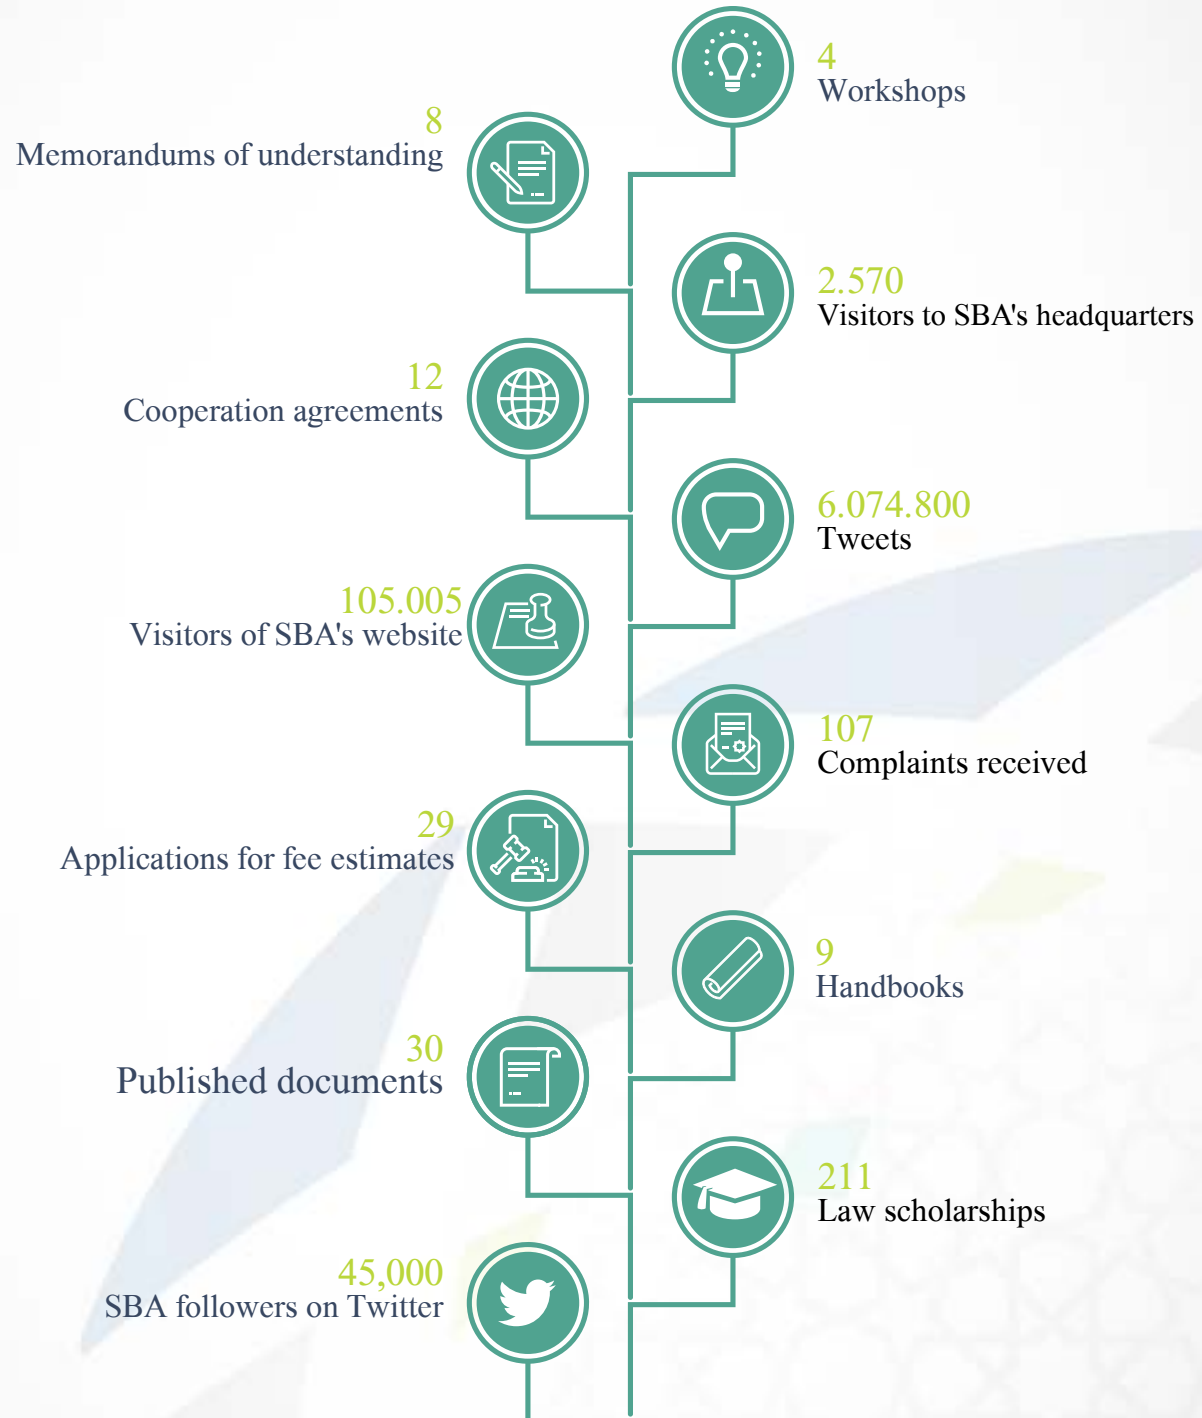 4
Workshops
8
Memorandums of understanding
2.570
Visitors to SBA's headquarters
12
Cooperation agreements
6.074.800
Tweets
105.005
Visitors of SBA's website
107
Complaints received
29
Applications for fee estimates
9
Handbooks
30
Published documents
211
Law scholarships
45,000
SBA followers on Twitter